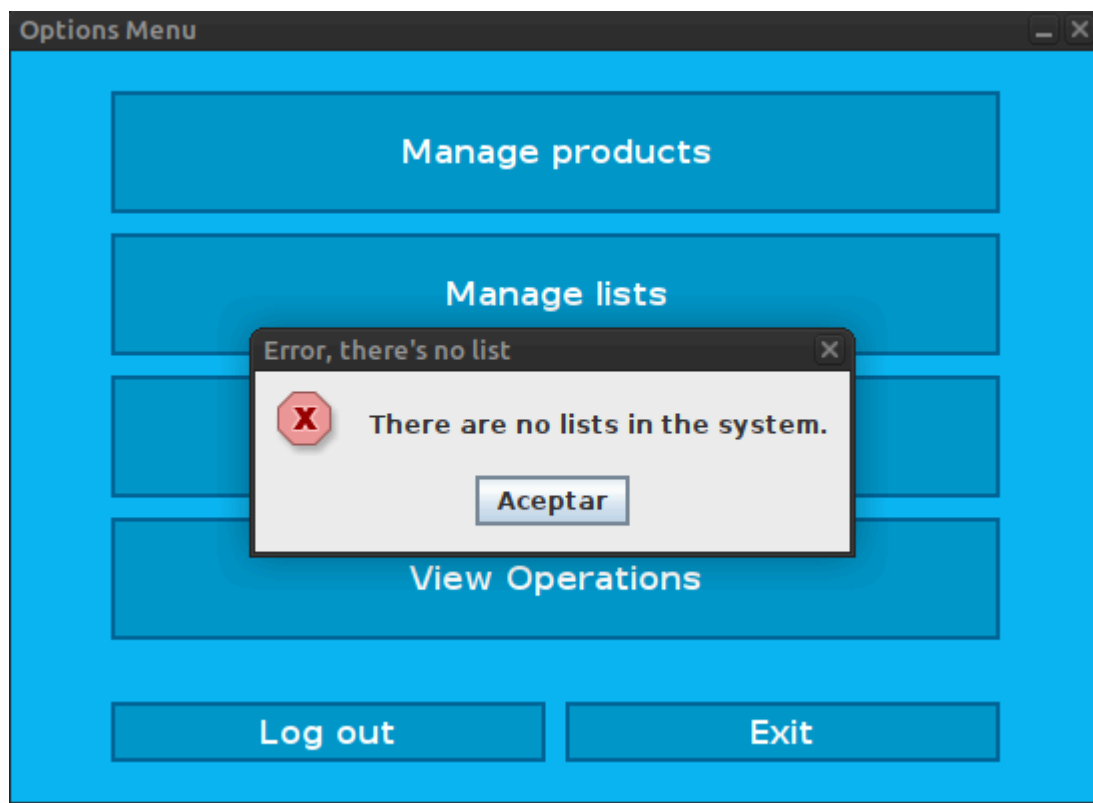 Options Menu
Manage products
Manage lists
Error, there's no list
X
There are no lists in the system.
Aceptar
View Operations
Log out
Exit